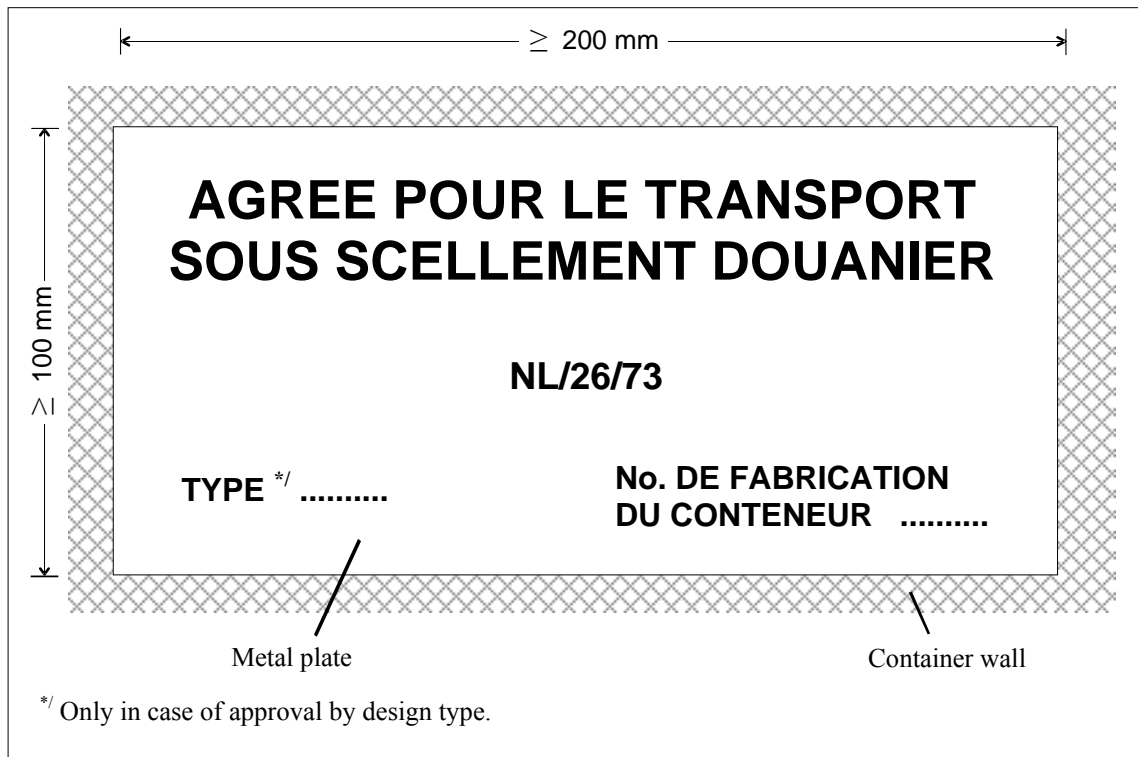 ≥ 200 mm
≥ 100 mm
AGREE POUR LE TRANSPORT
SOUS SCELLEMENT DOUANIER
NL/26/73
TYPE */ ..........
No. DE FABRICATION
DU CONTENEUR ..........
Metal plate
Container wall
*/ Only in case of approval by design type.